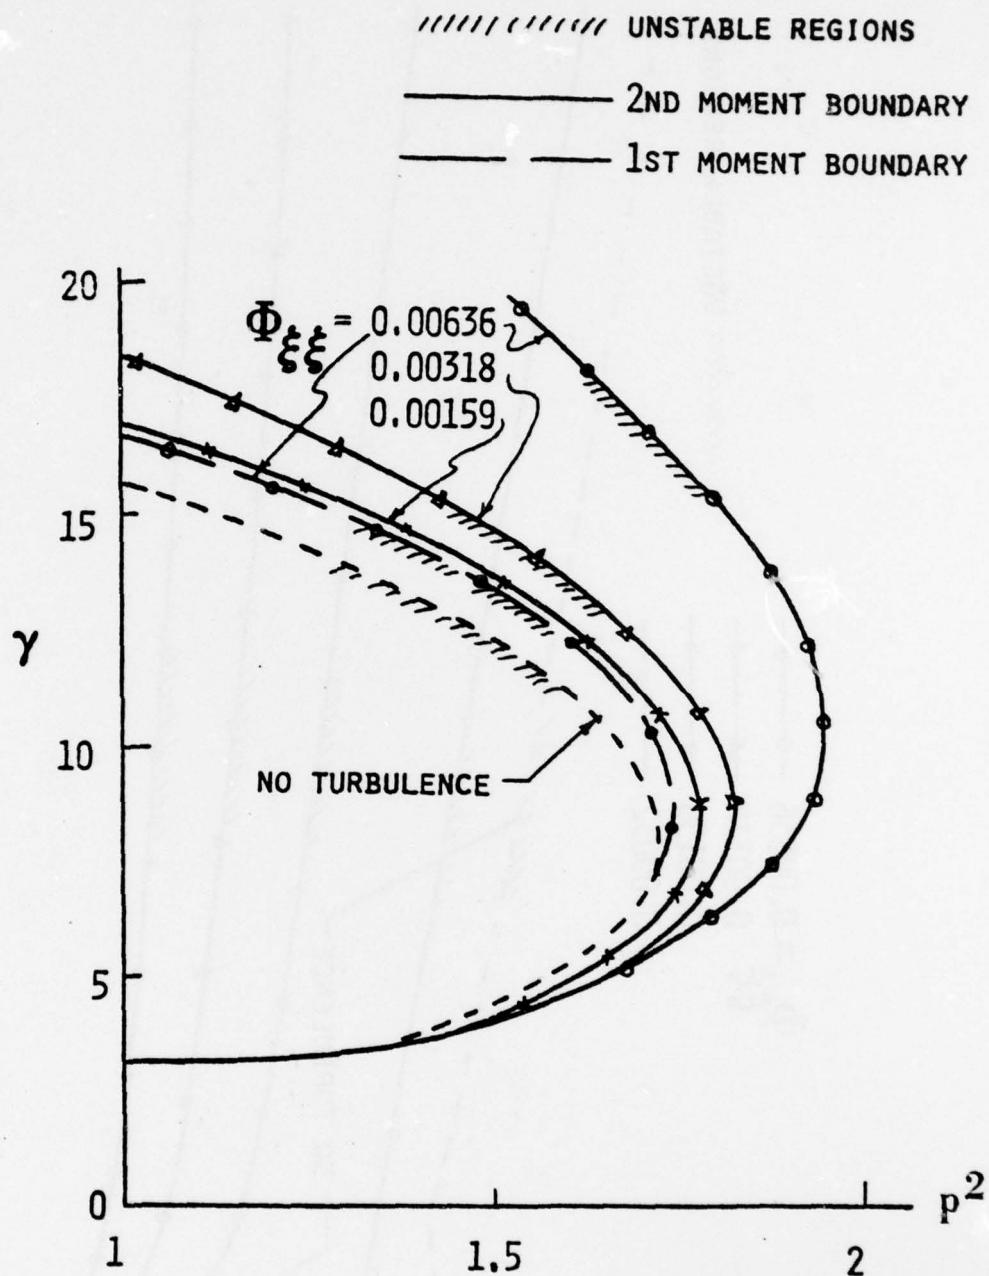 UNSTABLE REGIONS
2ND MOMENT BOUNDARY
1ST MOMENT BOUNDARY
20
Φξξ = 0.00636
0.00318
0.00159
15
γ
10
NO TURBULENCE
5
0
p²
1
1.5
2